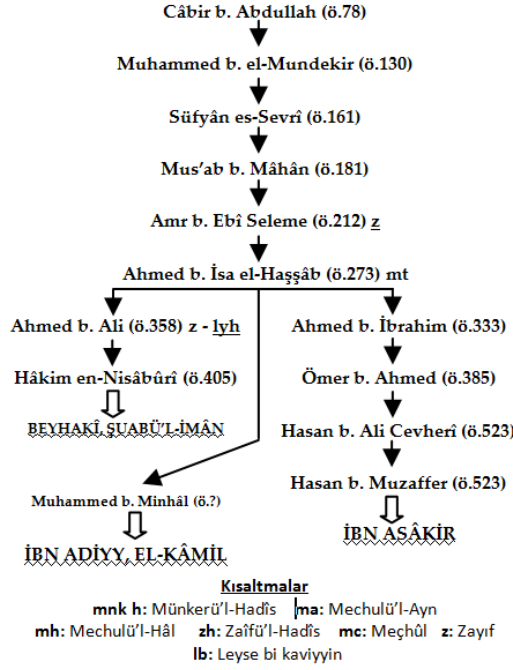 Câbir b. Abdullah (ö.78)
Muhammed b. el-Mundekir (ö.130)
Süfyân es-Sevrî (ö.161)
Mus’ab b. Mâhân (ö.181)
Amr b. Ebî Seleme (ö.212) z
Ahmed b. İsa el-Haşşâb (ö.273) mt
Ahmed b. Ali (ö.358) z - lyh
Ahmed b. İbrahim (ö.333)
Hâkim en-Nisâbûrî (ö.405)
Ömer b. Ahmed (ö.385)
BEYHAKÎ, ŞUABÜ’L-İMÂN
Hasan b. Ali Cevherî (ö.523)
Muhammed b. Minhâl (ö.?)
Hasan b. Muzaffer (ö.523)
İBN ADİYY, EL-KÂMİL
İBN ASÂKİR
Kısaltmalar
mnk h: Münkerü’l-Hadîs ma: Mechulü’l-Ayn
mh: Mechulü’l-Hâl zh: Zaîfü’l-Hadîs mc: Meçhûl z: Zayıf
lb: Leyse bi kaviyyin